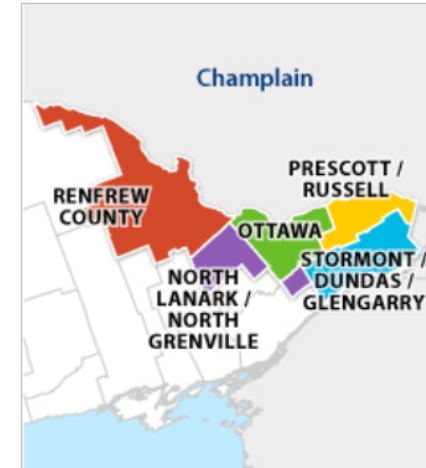 Champlain
PRESCOTT /
RUSSELL
RENFREW
COUNTY
OTTAWA
STORMONT /
DUNDAS /
GLENGARRY
NORTH
LANARK /
NORTH
GRENVILLE